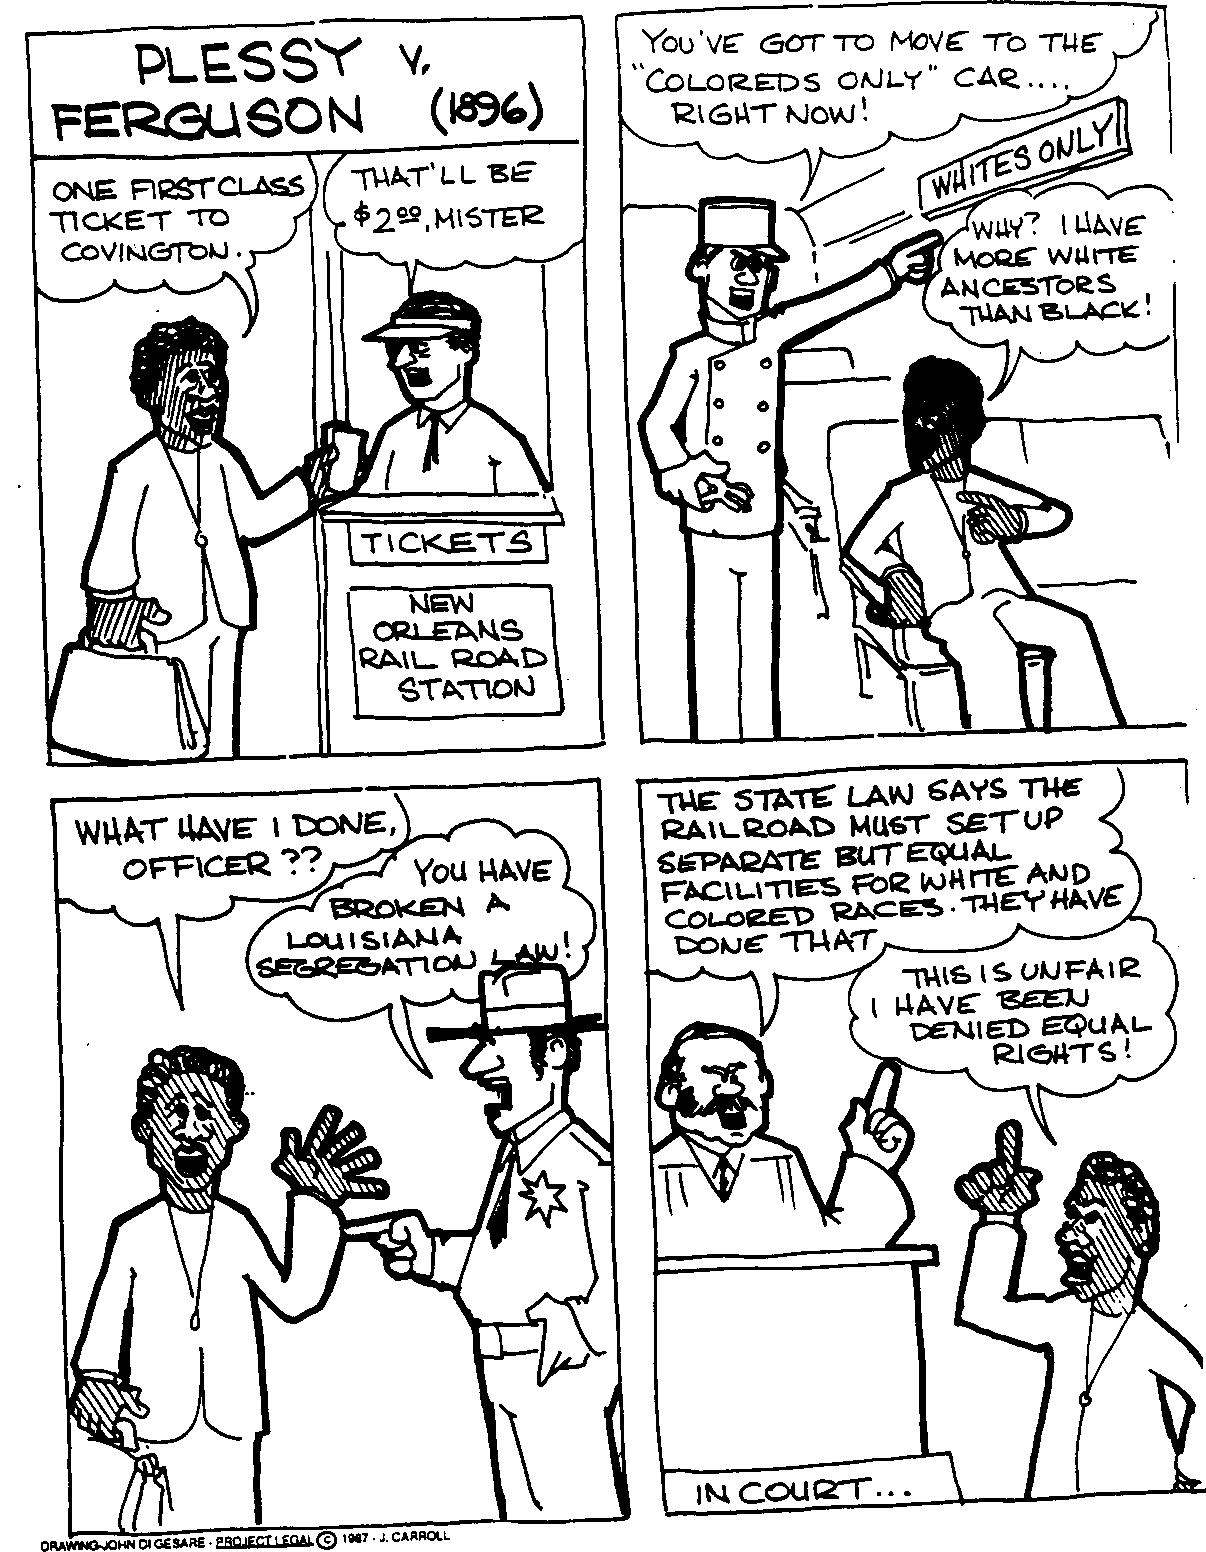 PLESSY V.
FERGUSON (1896)
ONE FIRST CLASS
TICKET TO
COVINGTON.
THAT'LL BE
$2.00, MISTER
TICKETS
NEW
ORLEANS
RAIL ROAD
STATION
YOU'VE GOT TO MOVE TO THE
"COLOREDS ONLY" CAR....
RIGHT NOW!
WHITES ONLY
WHY? I HAVE
MORE WHITE
ANCESTORS
THAN BLACK!
WHAT HAVE I DONE,
OFFICER??
YOU HAVE
BROKEN A
LOUISIANA
SEGREGATION LAW!
THE STATE LAW SAYS THE
RAILROAD MUST SET UP
SEPARATE BUT EQUAL
FACILITIES FOR WHITE AND
COLORED RACES. THEY HAVE
DONE THAT
THIS IS UNFAIR
I HAVE BEEN
DENIED EQUAL
RIGHTS!
IN COURT...
DRAWING-JOHN DI GESARE - PROJECT LEGAL © 1987 - J. CARROLL